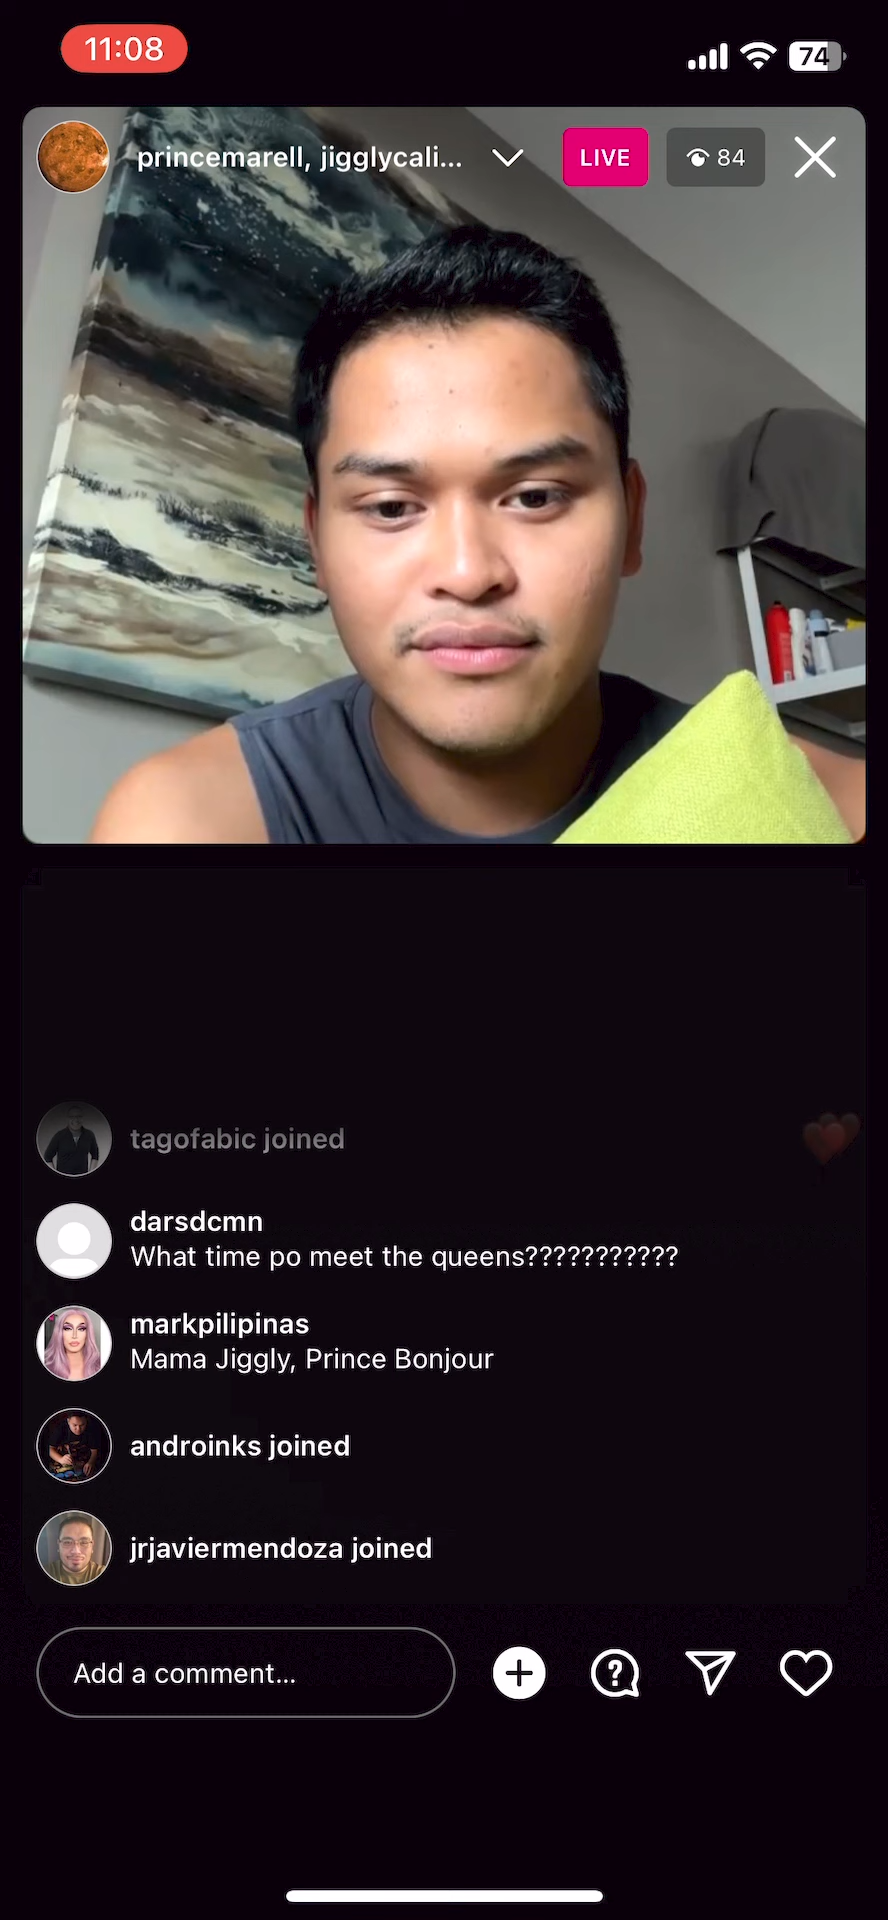 11:08
74
princemarell, jigglycali...
LIVE
84
tagofabic joined
darsdcmn
What time po meet the queens???????????
markpilipinas
Mama Jiggly, Prince Bonjour
androinks joined
jrjaviermendoza joined
Add a comment...